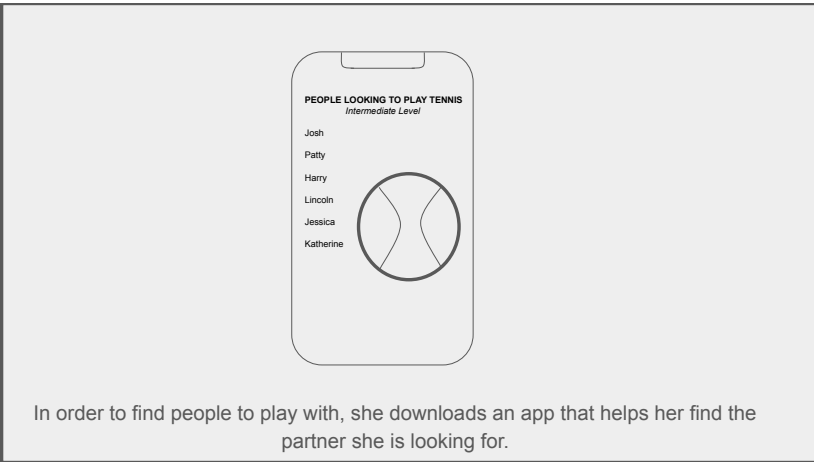 PEOPLE LOOKING TO PLAY TENNIS
Intermediate Level
Josh
Patty
Harry
Lincoln
Jessica
Katherine
In order to find people to play with, she downloads an app that helps her find the
partner she is looking for.